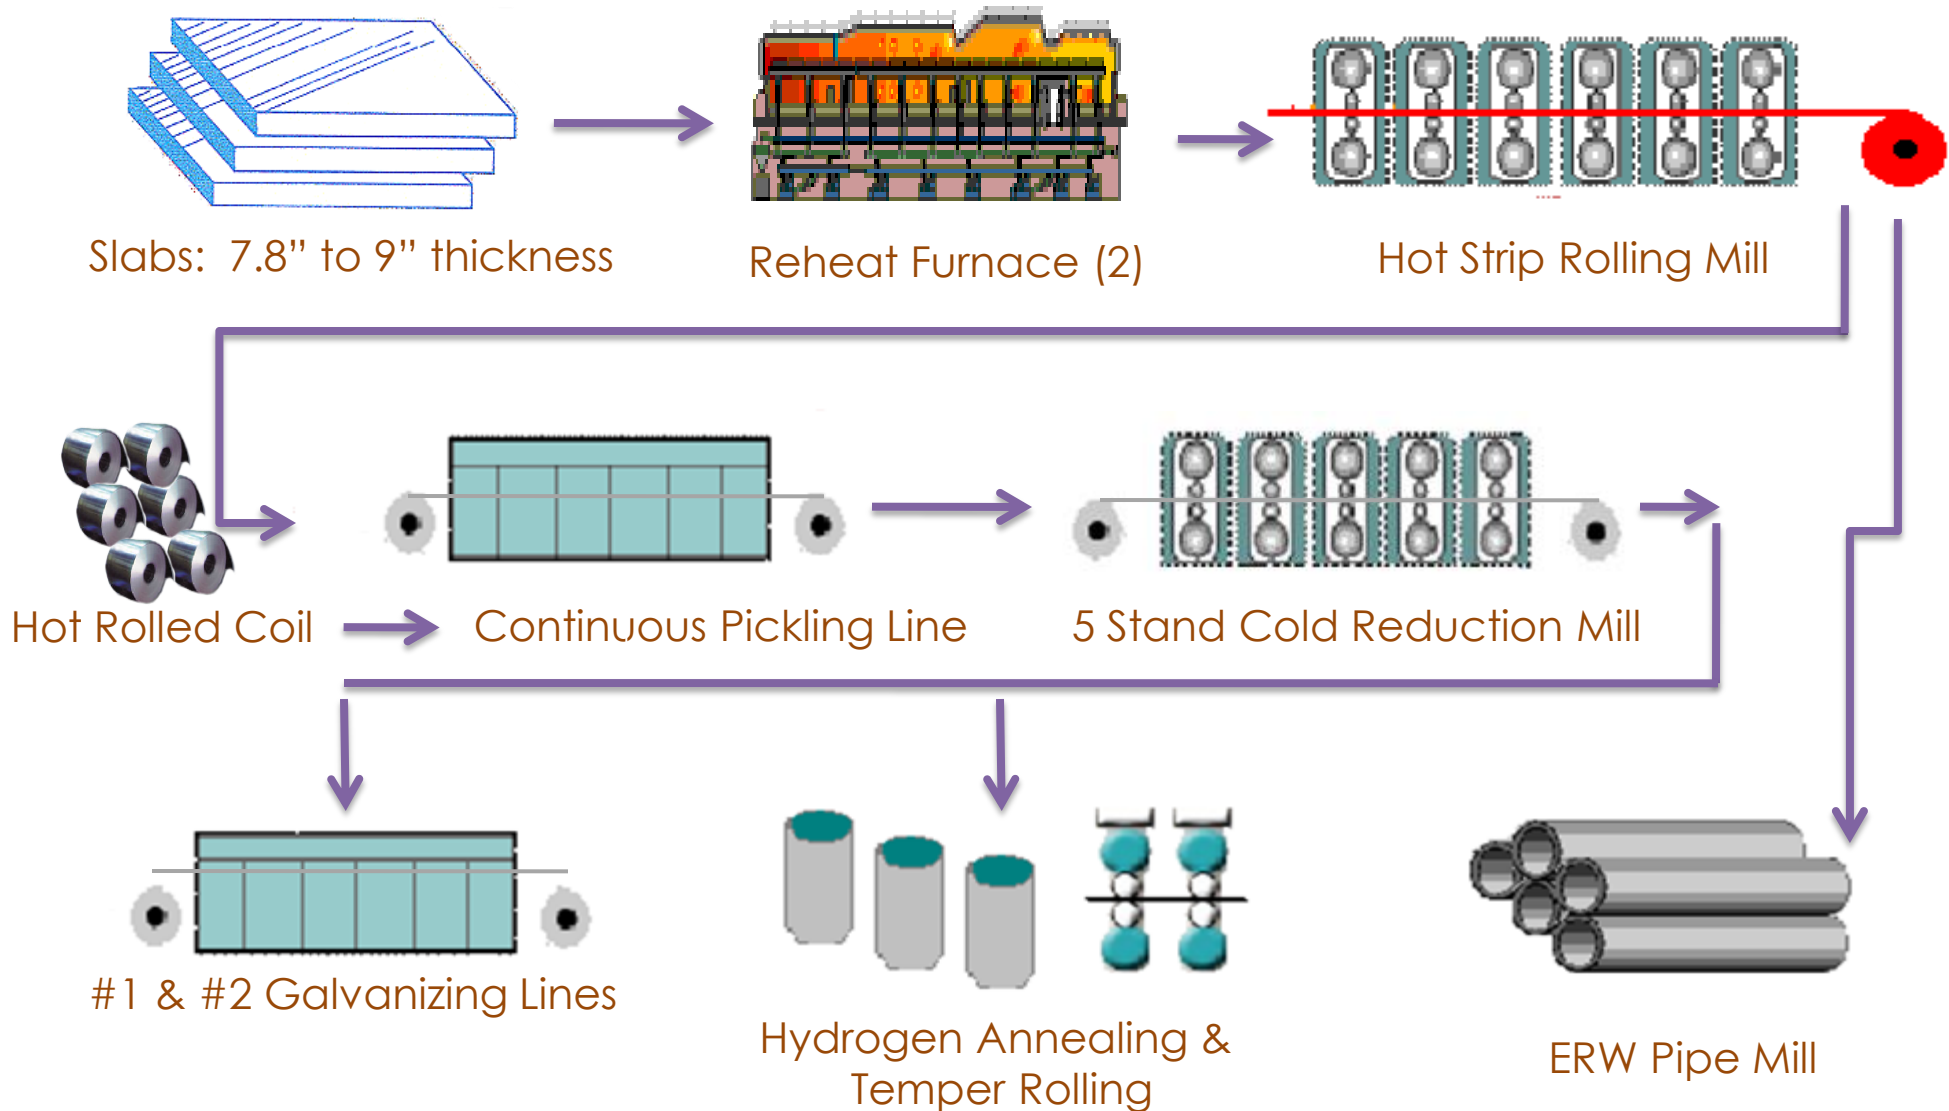 Slabs:  7.8” to 9” thickness
Reheat Furnace (2)
Hot Strip Rolling Mill
Hot Rolled Coil
Continuous Pickling Line
5 Stand Cold Reduction Mill
#1 & #2 Galvanizing Lines
Hydrogen Annealing &
Temper Rolling
ERW Pipe Mill